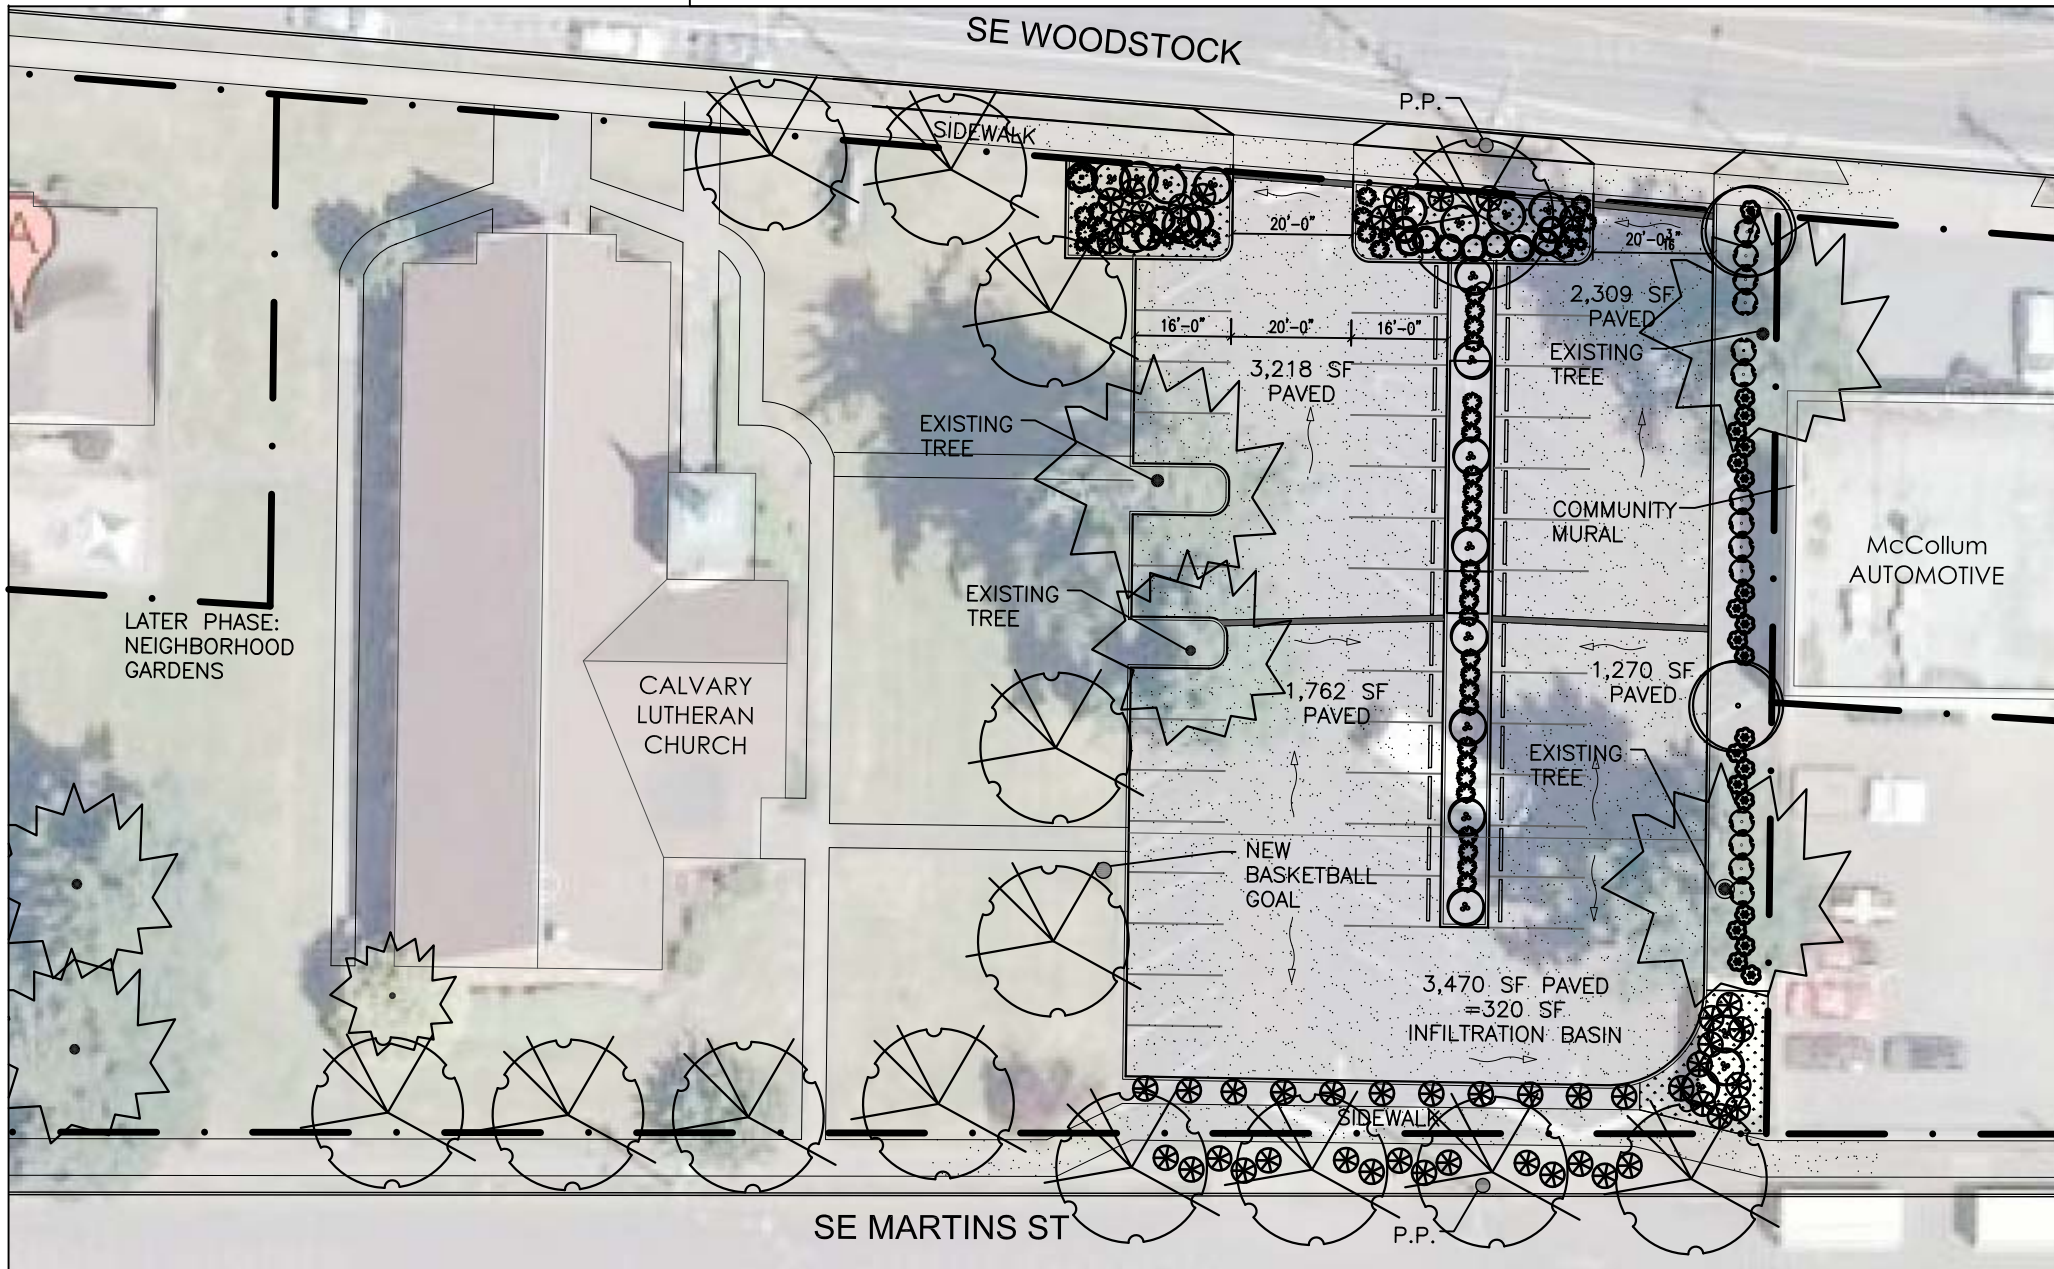 SE WOODSTOCK
P.P.
SIDEWALK
A
20'-0"
20'-0 3/16"
2,309 SF
PAVED
16'-0"
20'-0"
16'-0"
EXISTING
TREE
3,218 SF
PAVED
EXISTING
TREE
COMMUNITY
MURAL
McCollum
AUTOMOTIVE
EXISTING
TREE
LATER PHASE:
NEIGHBORHOOD
GARDENS
CALVARY
LUTHERAN
CHURCH
1,762 SF
PAVED
1,270 SF
PAVED
EXISTING
TREE
NEW
BASKETBALL
GOAL
3,470 SF PAVED
=320 SF
INFILTRATION BASIN
SIDEWALK
SE MARTINS ST
P.P.